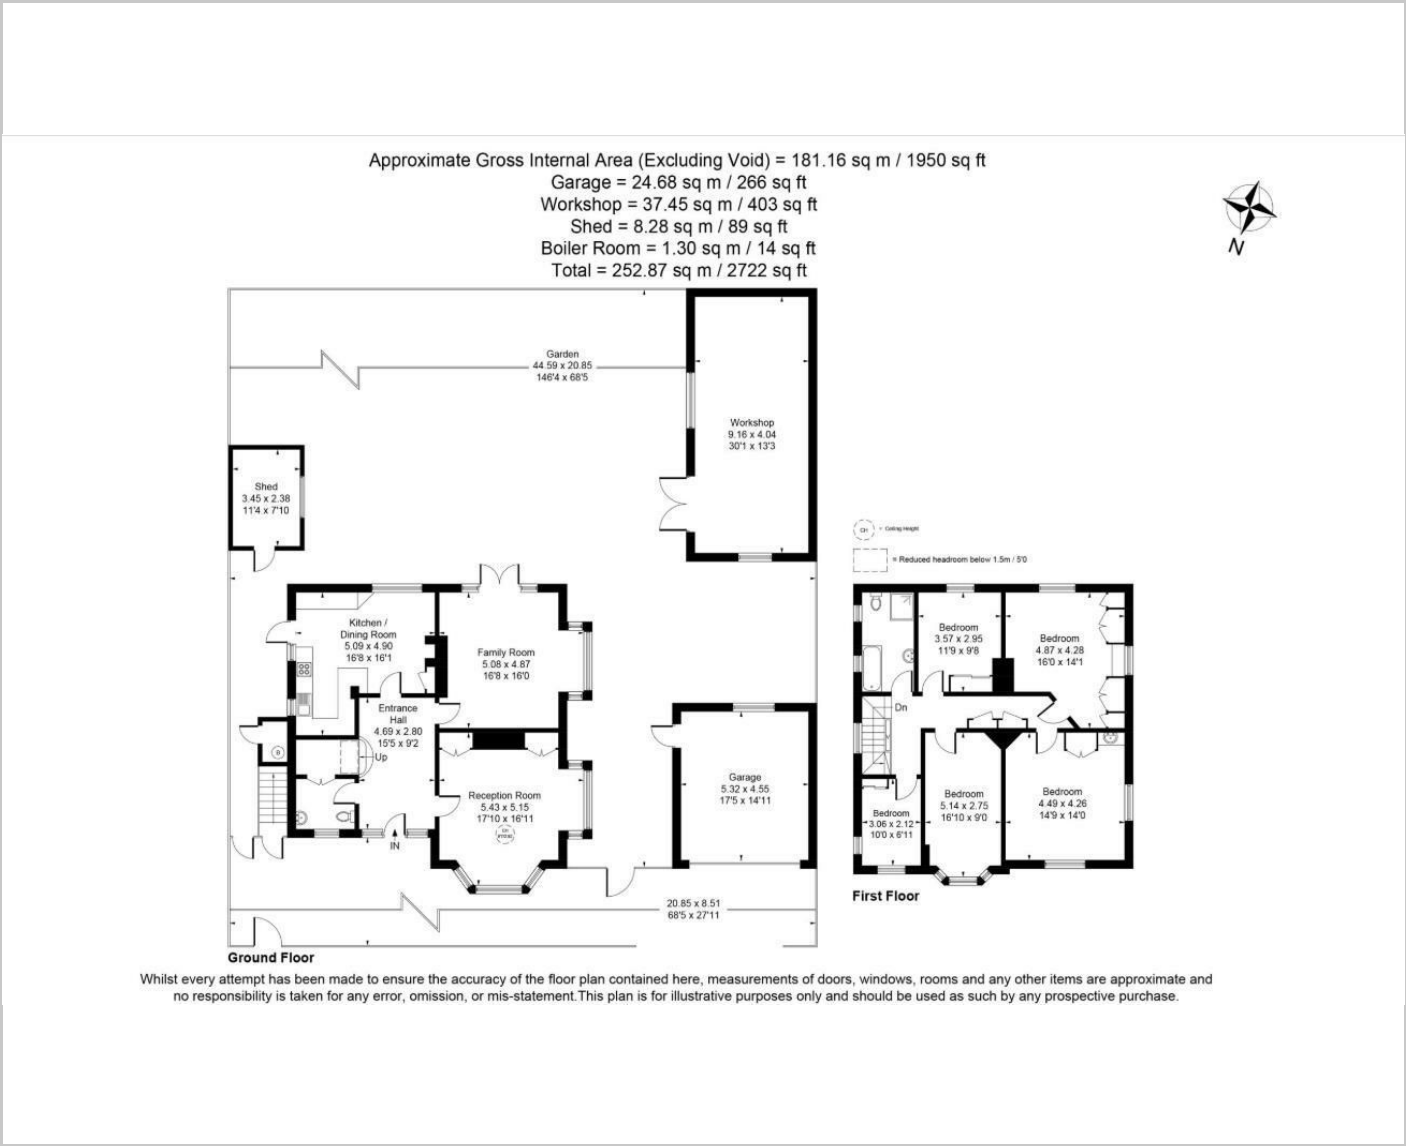 Approximate Gross Internal Area (Excluding Void) = 181.16 sq m / 1950 sq ft
Garage = 24.68 sq m / 266 sq ft
Workshop = 37.45 sq m / 403 sq ft
Shed = 8.28 sq m / 89 sq ft
Boiler Room = 1.30 sq m / 14 sq ft
Total = 252.87 sq m / 2722 sq ft
N
Garden
44.59 x 20.85
146'4 x 68'5
Workshop
9.16 x 4.04
30'1 x 13'3
Shed
3.45 x 2.38
11'4 x 7'10
Kitchen /
Dining Room
5.09 x 4.90
16'8 x 16'1
Family Room
5.08 x 4.87
16'8 x 16'0
Entrance
Hall
4.69 x 2.80
15'5 x 9'2
Up
B
Reception Room
5.43 x 5.15
17'10 x 16'11
CH
IN
Garage
5.32 x 4.55
17'5 x 14'11
20.85 x 8.51
68'5 x 27'11
Ground Floor
CH
= Ceiling Height
= Reduced headroom below 1.5m / 5'0
Bedroom
3.57 x 2.95
11'9 x 9'8
Bedroom
4.87 x 4.28
16'0 x 14'1
Dn
Bedroom
3.06 x 2.12
10'0 x 6'11
Bedroom
5.14 x 2.75
16'10 x 9'0
Bedroom
4.49 x 4.26
14'9 x 14'0
First Floor
Whilst every attempt has been made to ensure the accuracy of the floor plan contained here, measurements of doors, windows, rooms and any other items are approximate and
no responsibility is taken for any error, omission, or mis-statement.This plan is for illustrative purposes only and should be used as such by any prospective purchase.